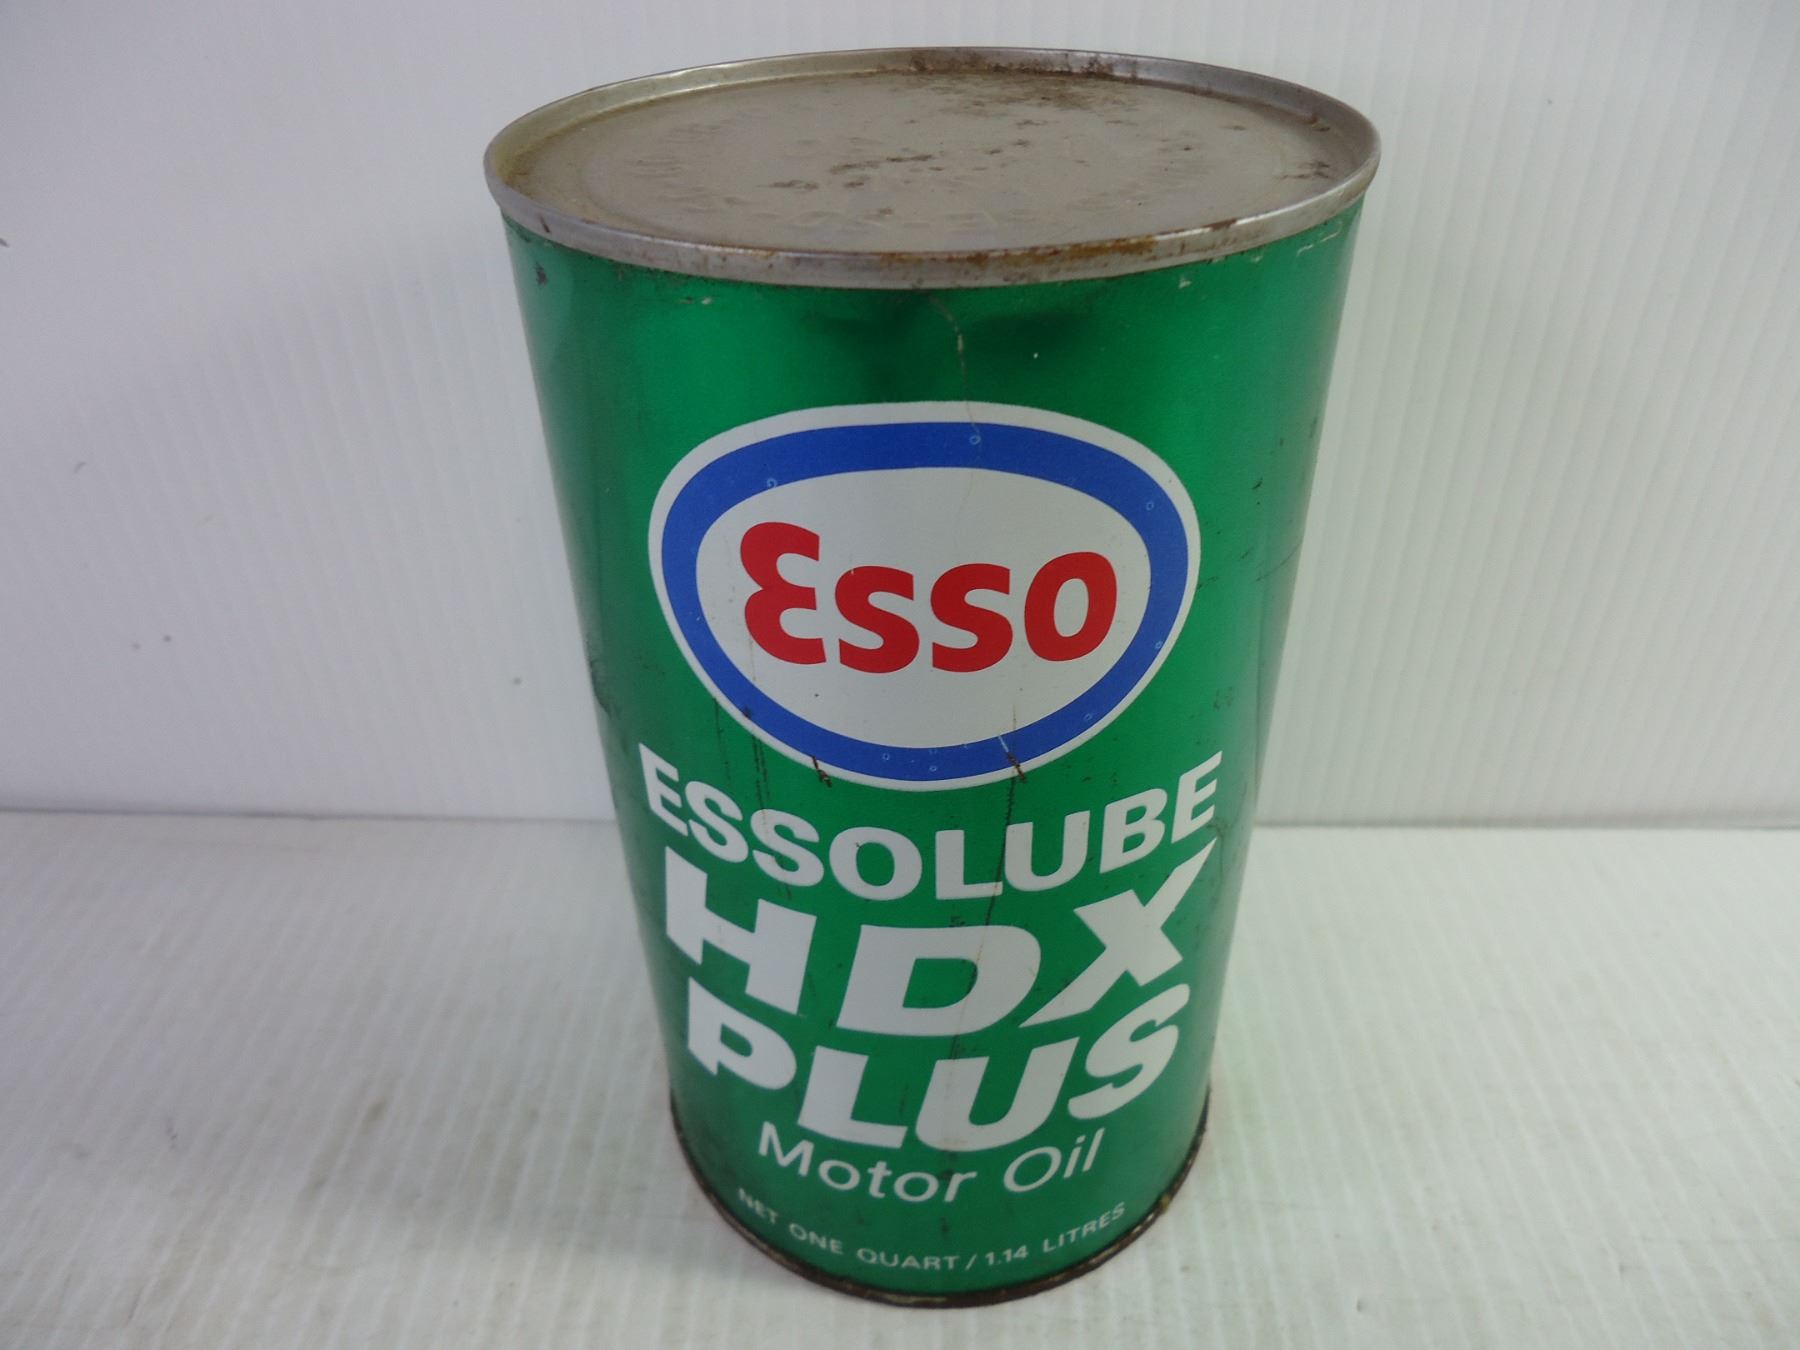 Esso
ESSOLUBE
HDX
PLUS
Motor Oil
NET ONE QUART / 1.14 LITRES